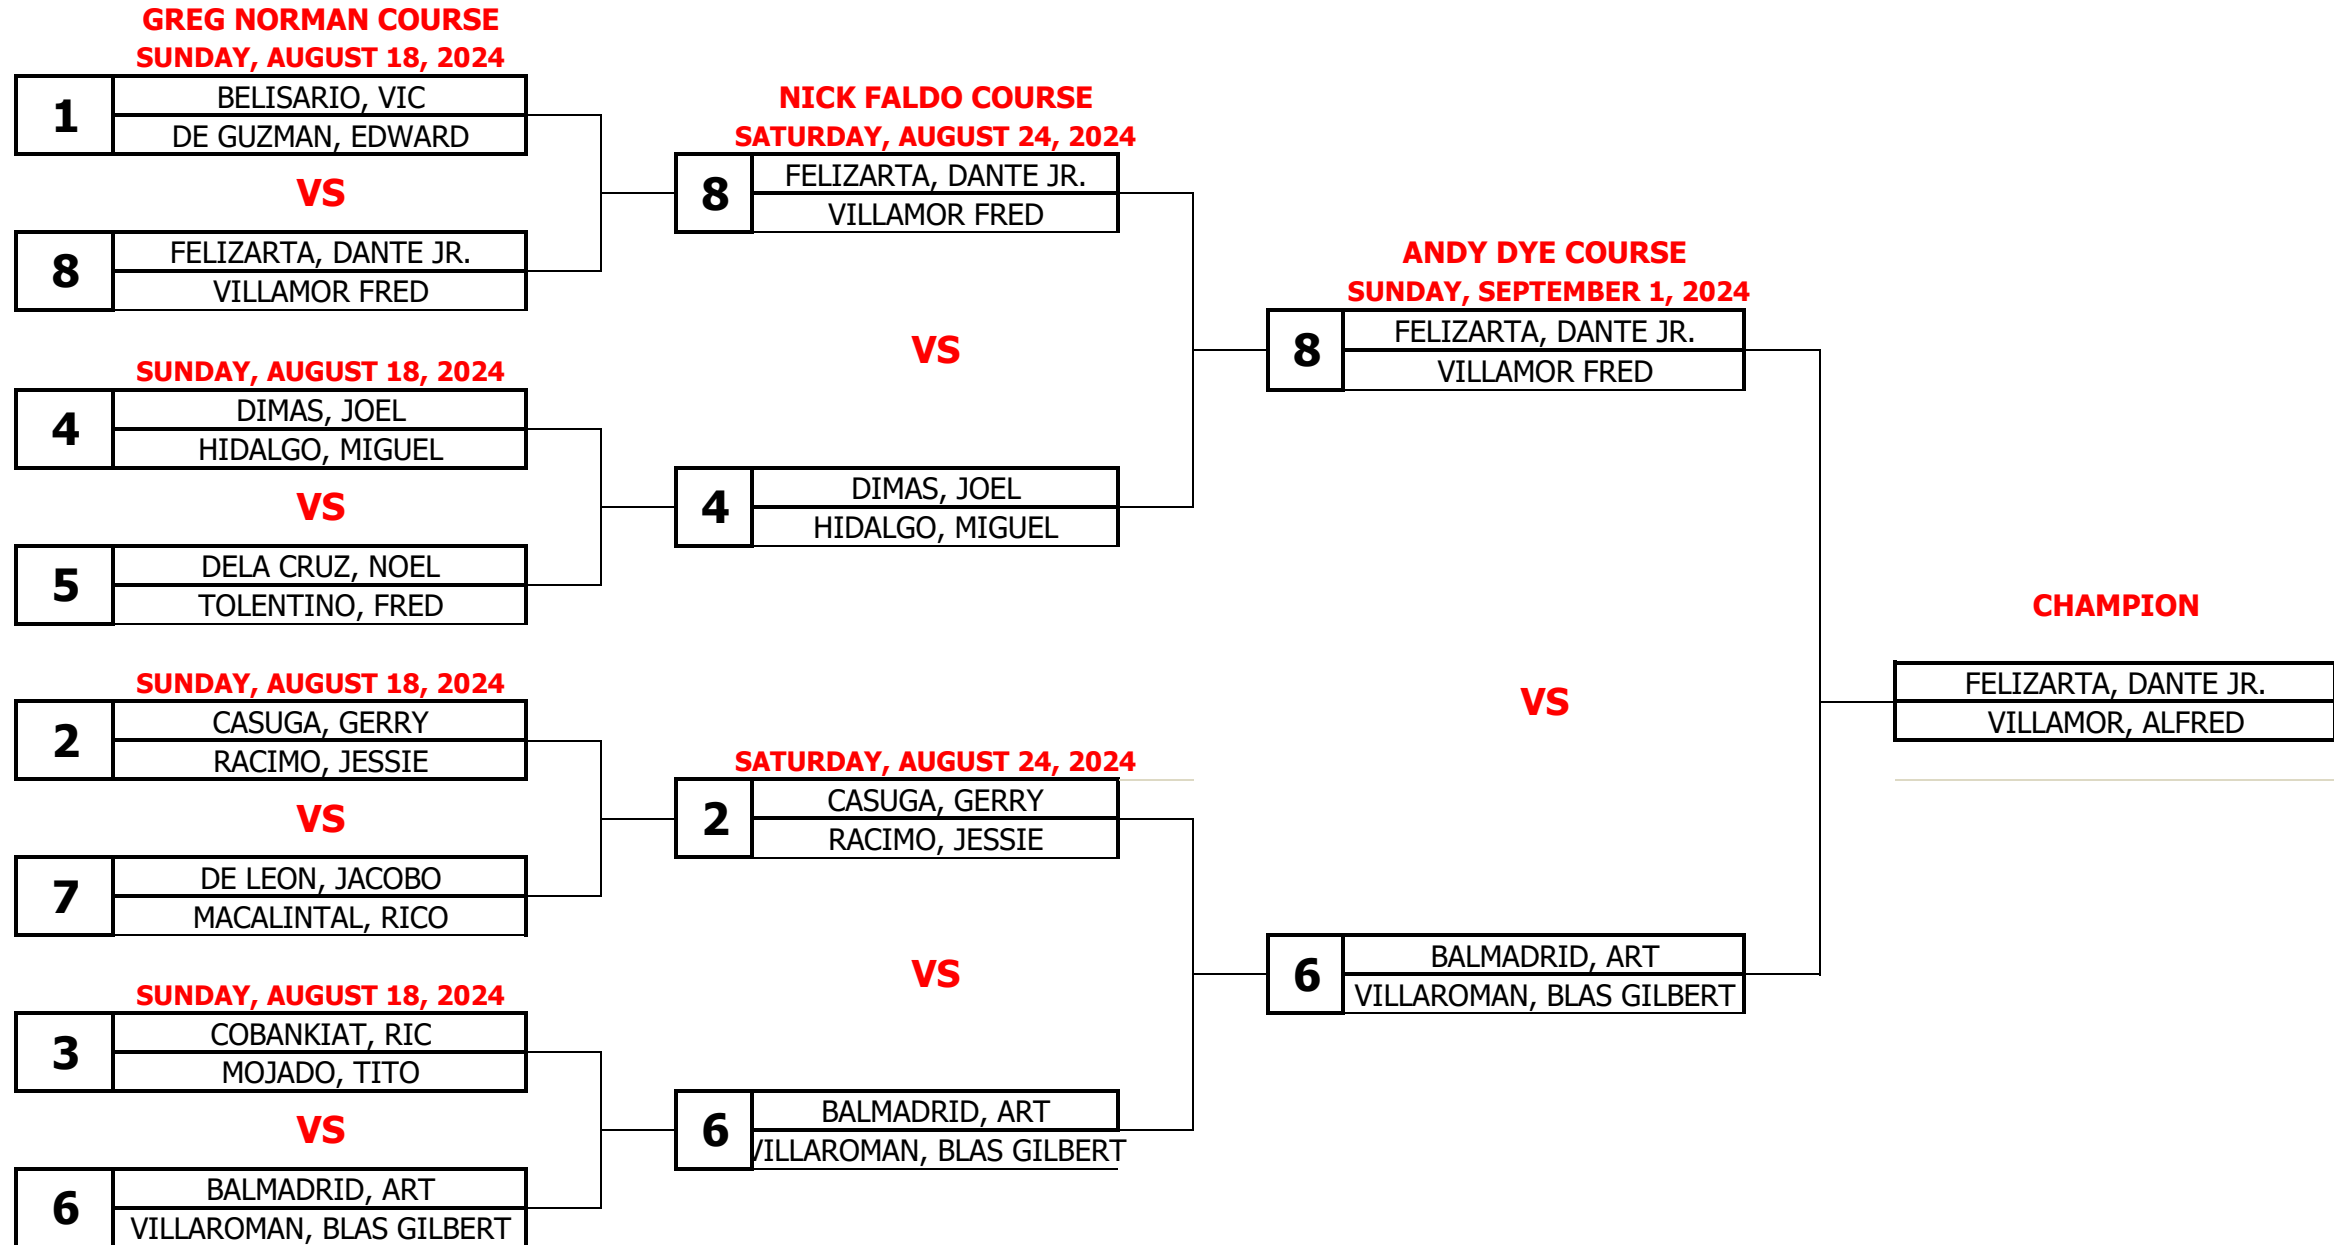 GREG NORMAN COURSE
SUNDAY, AUGUST 18, 2024
1
BELISARIO, VIC
DE GUZMAN, EDWARD
VS
8
FELIZARTA, DANTE JR.
VILLAMOR FRED
SUNDAY, AUGUST 18, 2024
4
DIMAS, JOEL
HIDALGO, MIGUEL
VS
5
DELA CRUZ, NOEL
TOLENTINO, FRED
SUNDAY, AUGUST 18, 2024
2
CASUGA, GERRY
RACIMO, JESSIE
VS
7
DE LEON, JACOBO
MACALINTAL, RICO
SUNDAY, AUGUST 18, 2024
3
COBANKIAT, RIC
MOJADO, TITO
VS
6
BALMADRID, ART
VILLAROMAN, BLAS GILBERT
NICK FALDO COURSE
SATURDAY, AUGUST 24, 2024
8
FELIZARTA, DANTE JR.
VILLAMOR FRED
VS
4
DIMAS, JOEL
HIDALGO, MIGUEL
SATURDAY, AUGUST 24, 2024
2
CASUGA, GERRY
RACIMO, JESSIE
VS
6
BALMADRID, ART
VILLAROMAN, BLAS GILBERT
ANDY DYE COURSE
SUNDAY, SEPTEMBER 1, 2024
8
FELIZARTA, DANTE JR.
VILLAMOR FRED
VS
6
BALMADRID, ART
VILLAROMAN, BLAS GILBERT
CHAMPION
FELIZARTA, DANTE JR.
VILLAMOR, ALFRED